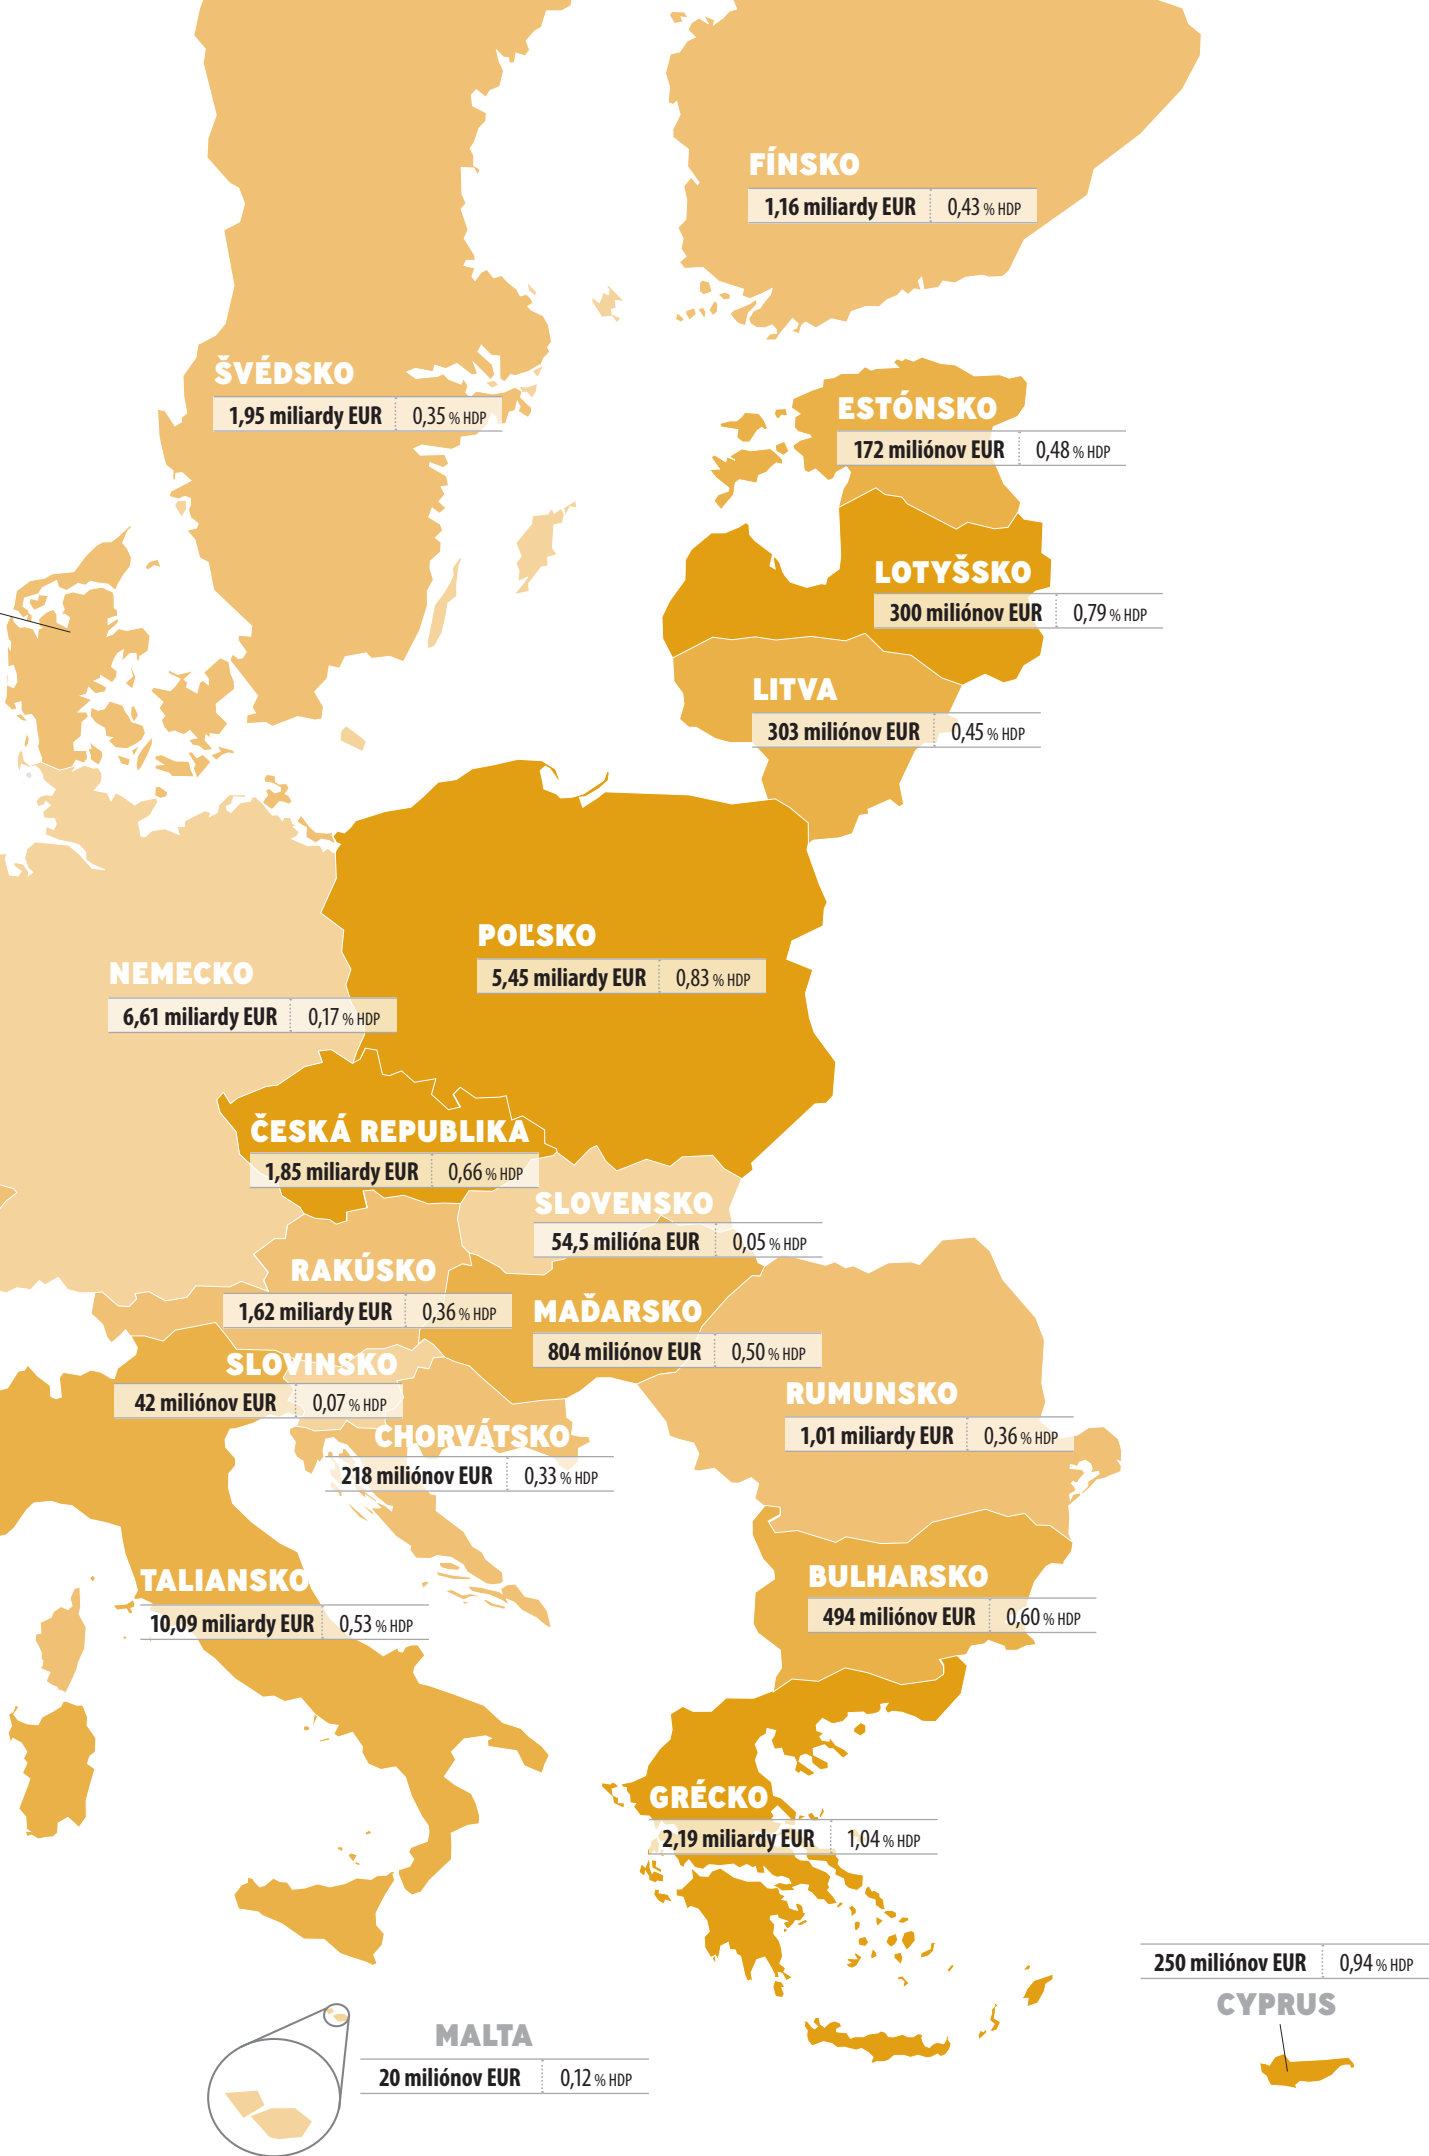 FÍNSKO
1,16 miliardy EUR 0,43 % HDP
ŠVÉDSKO
1,95 miliardy EUR 0,35 % HDP
ESTÓNSKO
172 miliónov EUR 0,48 % HDP
LOTYŠSKO
300 miliónov EUR 0,79 % HDP
LITVA
303 miliónov EUR 0,45 % HDP
POĽSKO
5,45 miliardy EUR 0,83 % HDP
NEMECKO
6,61 miliardy EUR 0,17 % HDP
ČESKÁ REPUBLIKA
1,85 miliardy EUR 0,66 % HDP
SLOVENSKO
54,5 milióna EUR 0,05 % HDP
RAKÚSKO
1,62 miliardy EUR 0,36 % HDP
MAĎARSKO
804 miliónov EUR 0,50 % HDP
SLOVINSKO
42 miliónov EUR 0,07 % HDP
RUMUNSKO
1,01 miliardy EUR 0,36 % HDP
CHORVÁTSKO
218 miliónov EUR 0,33 % HDP
BULHARSKO
494 miliónov EUR 0,60 % HDP
TALIANSKO
10,09 miliardy EUR 0,53 % HDP
GRÉCKO
2,19 miliardy EUR 1,04 % HDP
250 miliónov EUR 0,94 % HDP
CYPRUS
MALTA
20 miliónov EUR 0,12 % HDP